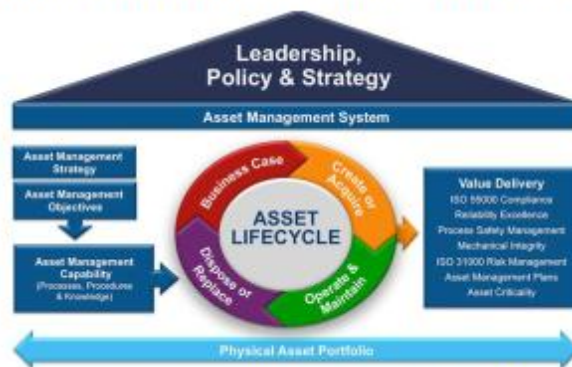 Leadership,
Policy & Strategy
Asset Management System
Asset Management
Strategy
Asset Management
Objectives
Asset Management
Capability
(Processes, Procedures
& Knowledge)
Business Case
Create or
Acquire
ASSET
LIFECYCLE
Dispose or
Replace
Operate &
Maintain
Value Delivery
ISO 55000 Compliance
Reliability Excellence
Process Safety Management
Mechanical Integrity
ISO 31000 Risk Management
Asset Management Plans
Asset Criticality
Physical Asset Portfolio